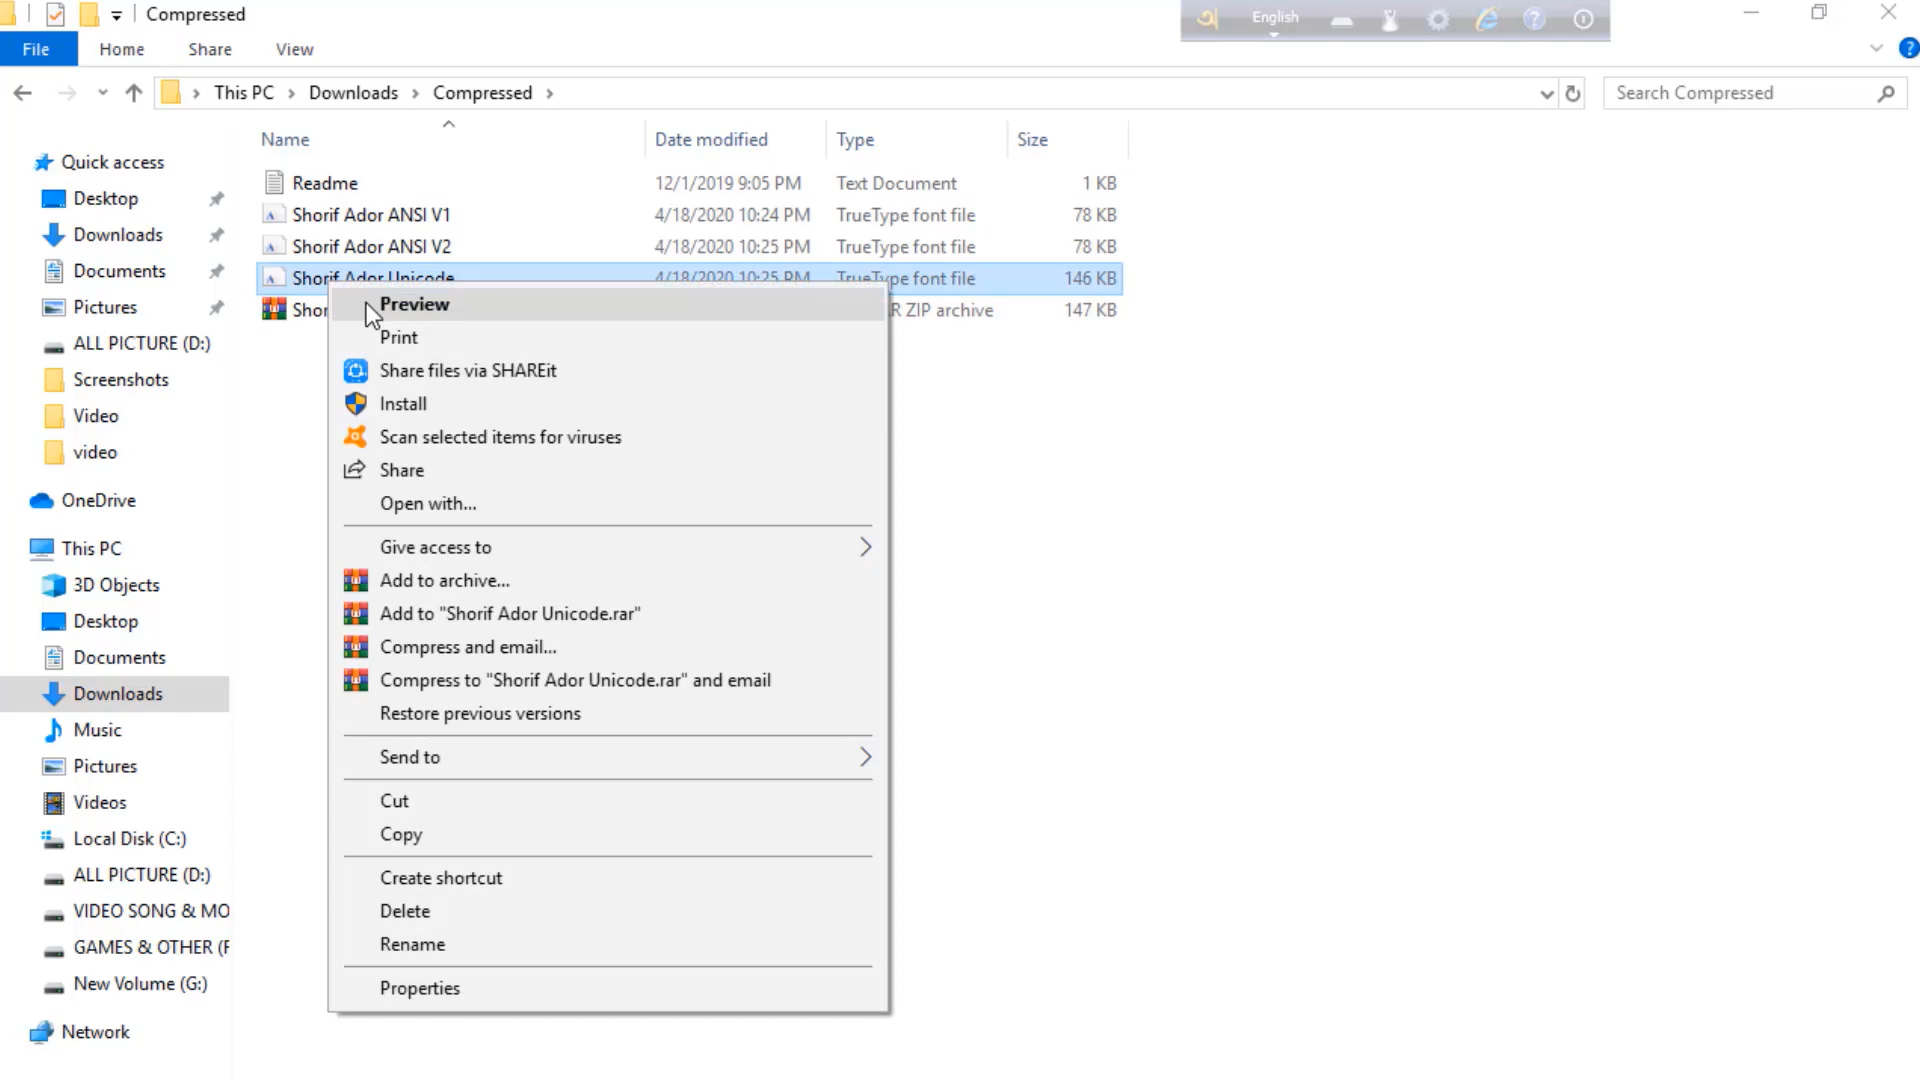 Compressed
অ English
File Home Share View
This PC > Downloads > Compressed >
Search Compressed
Name Date modified Type Size
Readme 12/1/2019 9:05 PM Text Document 1 KB
Shorif Ador ANSI V1 4/18/2020 10:24 PM TrueType font file 78 KB
Shorif Ador ANSI V2 4/18/2020 10:25 PM TrueType font file 78 KB
Shorif Ador Unicode 4/18/2020 10:25 PM TrueType font file 146 KB
Shor R ZIP archive 147 KB
Quick access
Desktop
Downloads
Documents
Pictures
ALL PICTURE (D:)
Screenshots
Video
video
OneDrive
This PC
3D Objects
Desktop
Documents
Downloads
Music
Pictures
Videos
Local Disk (C:)
ALL PICTURE (D:)
VIDEO SONG & MO
GAMES & OTHER (F
New Volume (G:)
Network
Preview
Print
Share files via SHAREit
Install
Scan selected items for viruses
Share
Open with...
Give access to
Add to archive...
Add to "Shorif Ador Unicode.rar"
Compress and email...
Compress to "Shorif Ador Unicode.rar" and email
Restore previous versions
Send to
Cut
Copy
Create shortcut
Delete
Rename
Properties